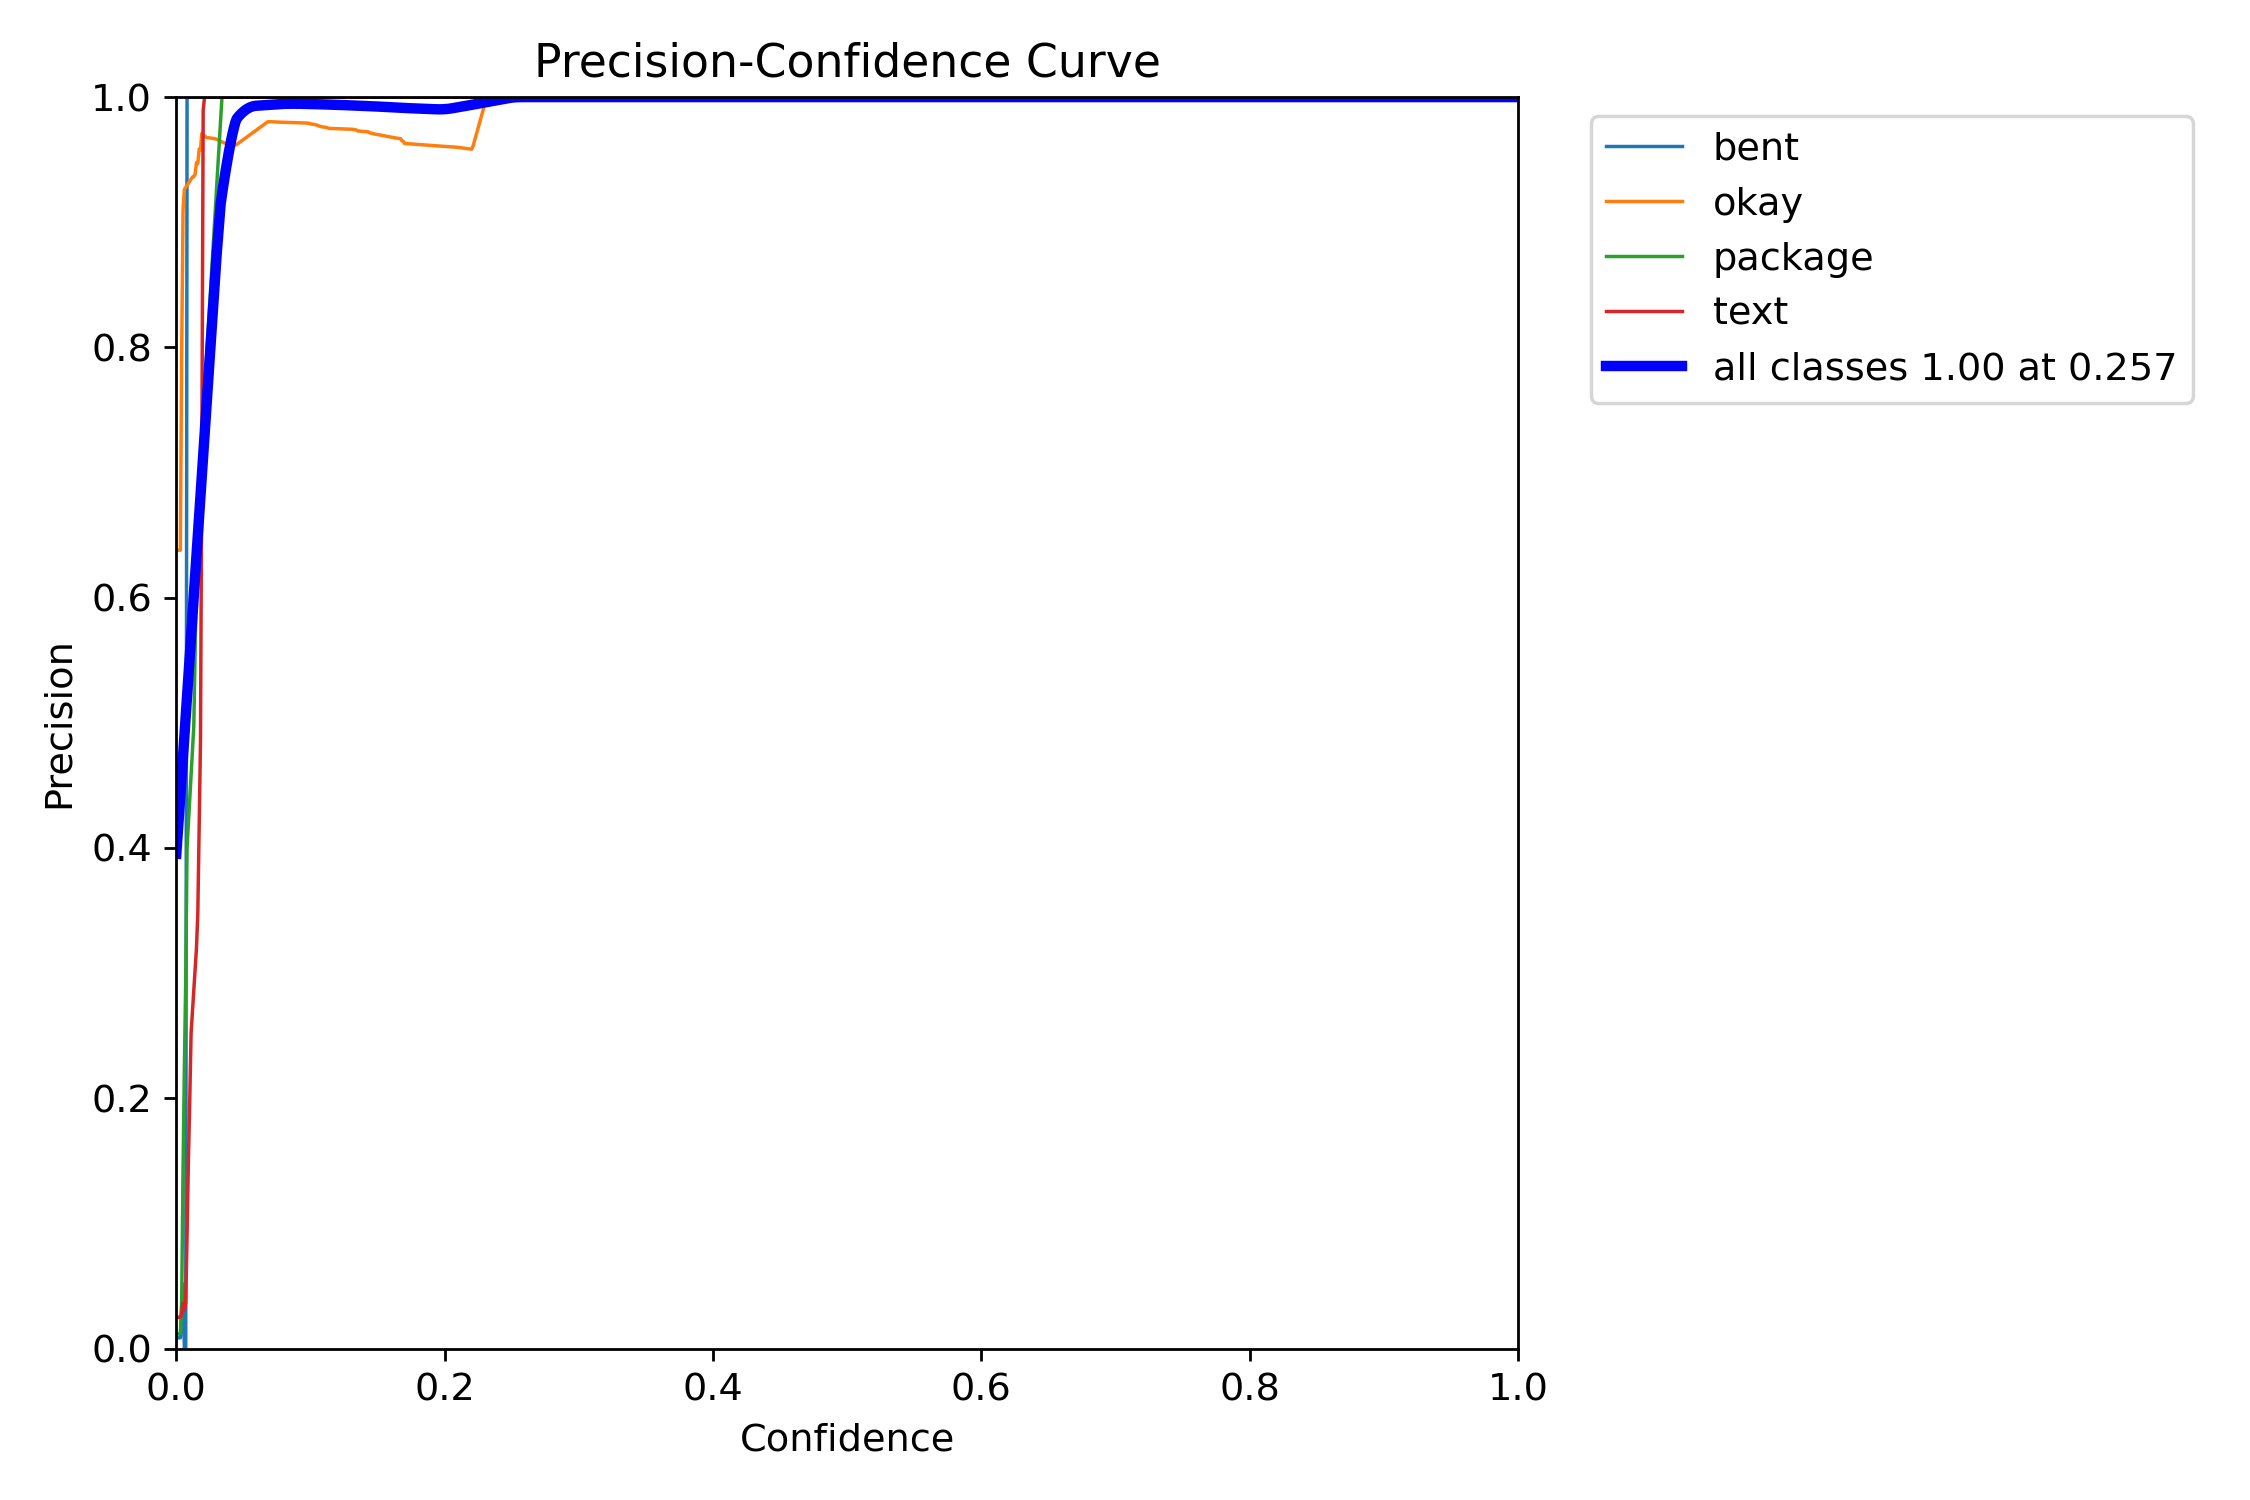 Precision-Confidence Curve
1.0
0.8
0.6
0.4
0.2
0.0
Precision
0.0 0.2 0.4 0.6 0.8 1.0
Confidence
bent
okay
package
text
all classes 1.00 at 0.257